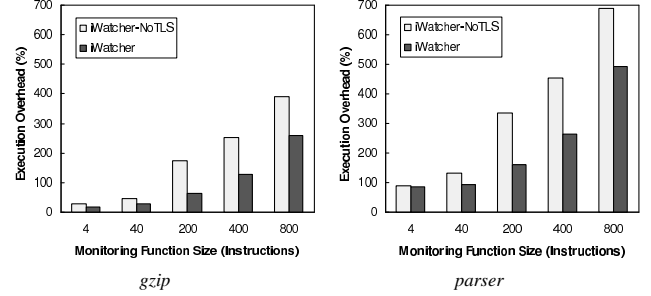 700
600
500
400
300
200
100
0
Execution Overhead (%)
iWatcher-NoTLS
iWatcher
4 40 200 400 800
Monitoring Function Size (Instructions)
gzip
700
600
500
400
300
200
100
0
Execution Overhead (%)
iWatcher-NoTLS
iWatcher
4 40 200 400 800
Monitoring Function Size (Instructions)
parser